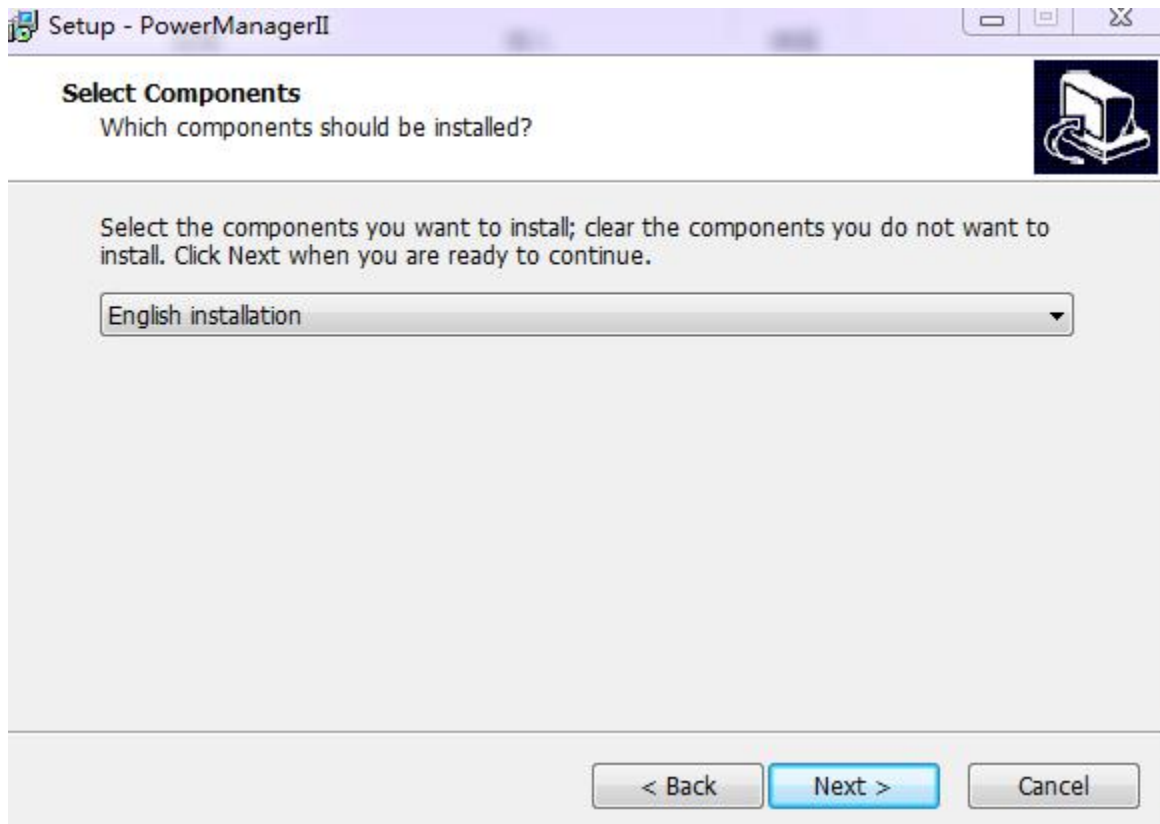 Setup - PowerManagerII
Select Components
Which components should be installed?
Select the components you want to install; clear the components you do not want to
install. Click Next when you are ready to continue.
English installation
< Back
Next >
Cancel